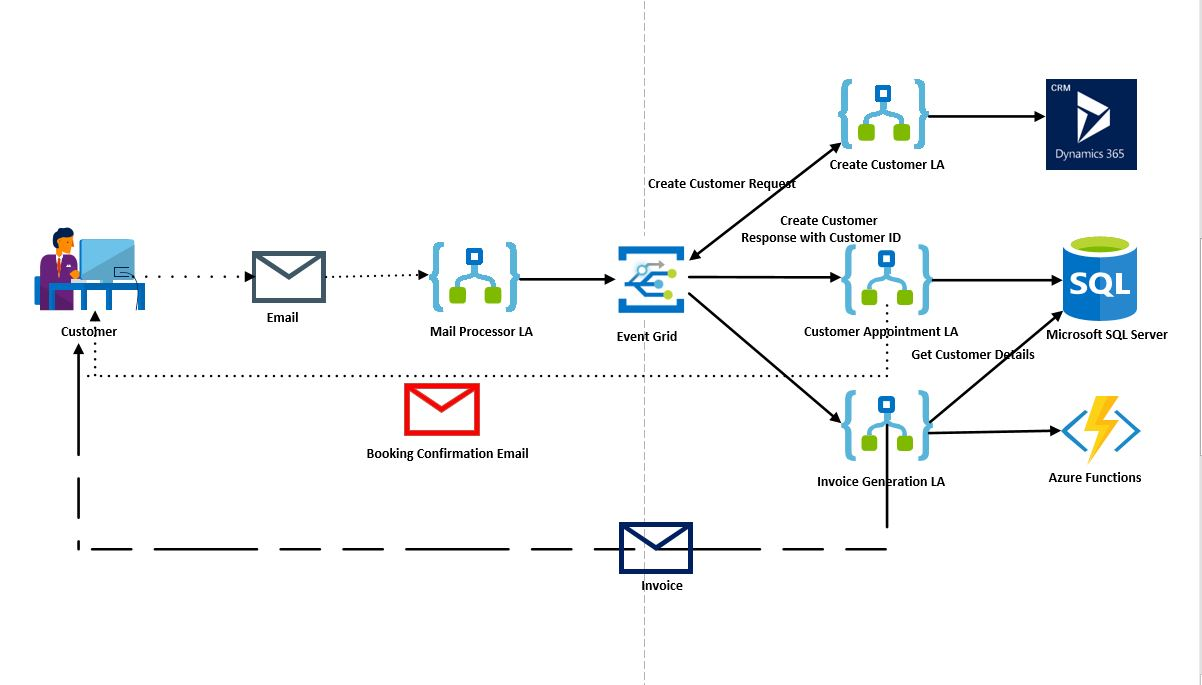 CRM
Dynamics 365
Create Customer LA
Create Customer Request
Create Customer
Response with Customer ID
SQL
Customer
Email
Mail Processor LA
Event Grid
Customer Appointment LA
Microsoft SQL Server
Get Customer Details
Booking Confirmation Email
Invoice Generation LA
Azure Functions
Invoice